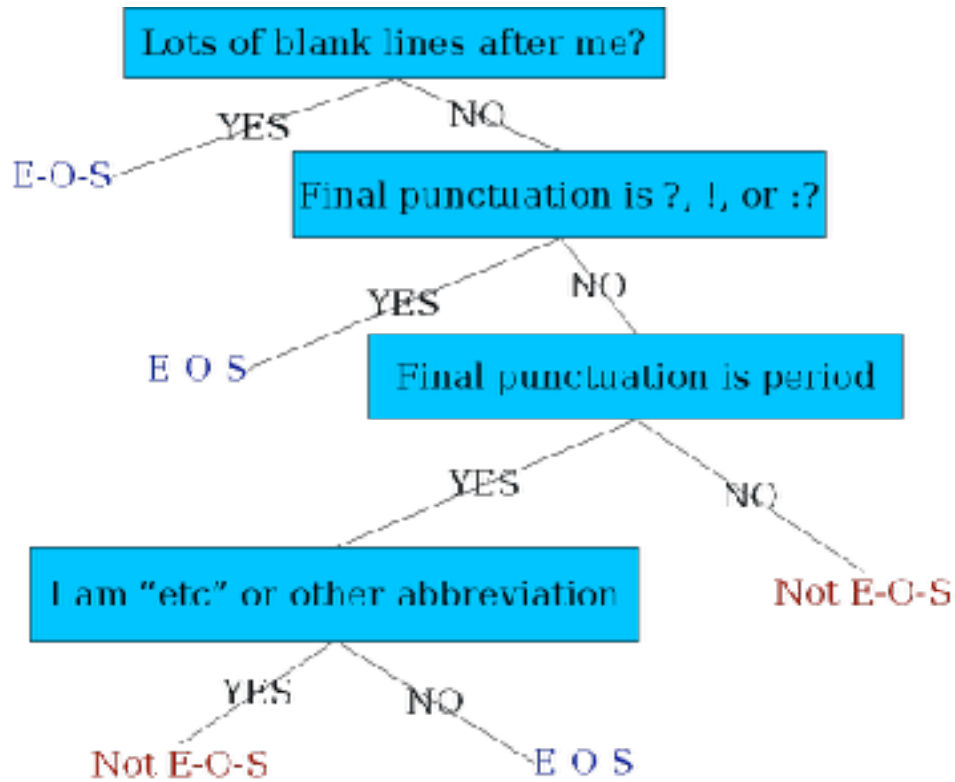 Lots of blank lines after me?
YES
NO
E-O-S
Final punctuation is ?, !, or :?
YES
NO
E O S
Final punctuation is period
YES
NO
I am “etc” or other abbreviation
Not E-O-S
YES
NO
Not E-O-S
E O S